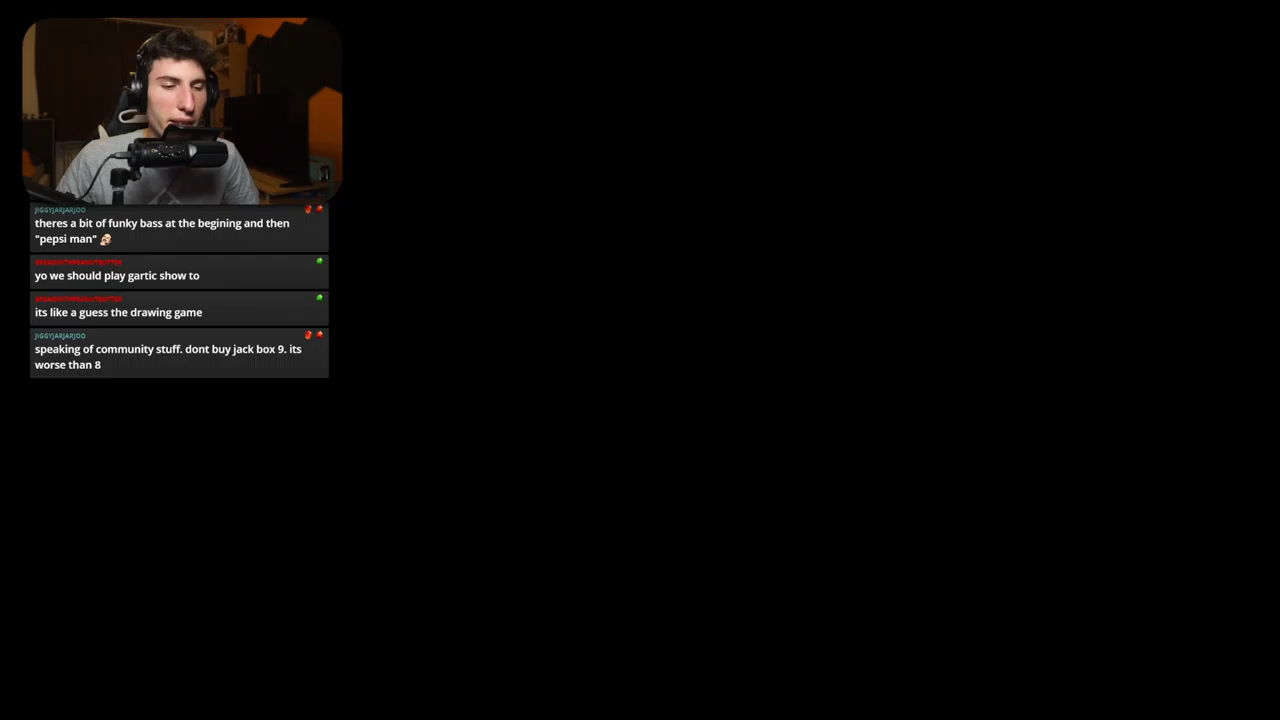 JIGGYJARJARJOO
theres a bit of funky bass at the begining and then
"pepsi man"
BREADWITHPEANUTBUTTER
yo we should play gartic show to
BREADWITHPEANUTBUTTER
its like a guess the drawing game
JIGGYJARJARJOO
speaking of community stuff. dont buy jack box 9. its
worse than 8